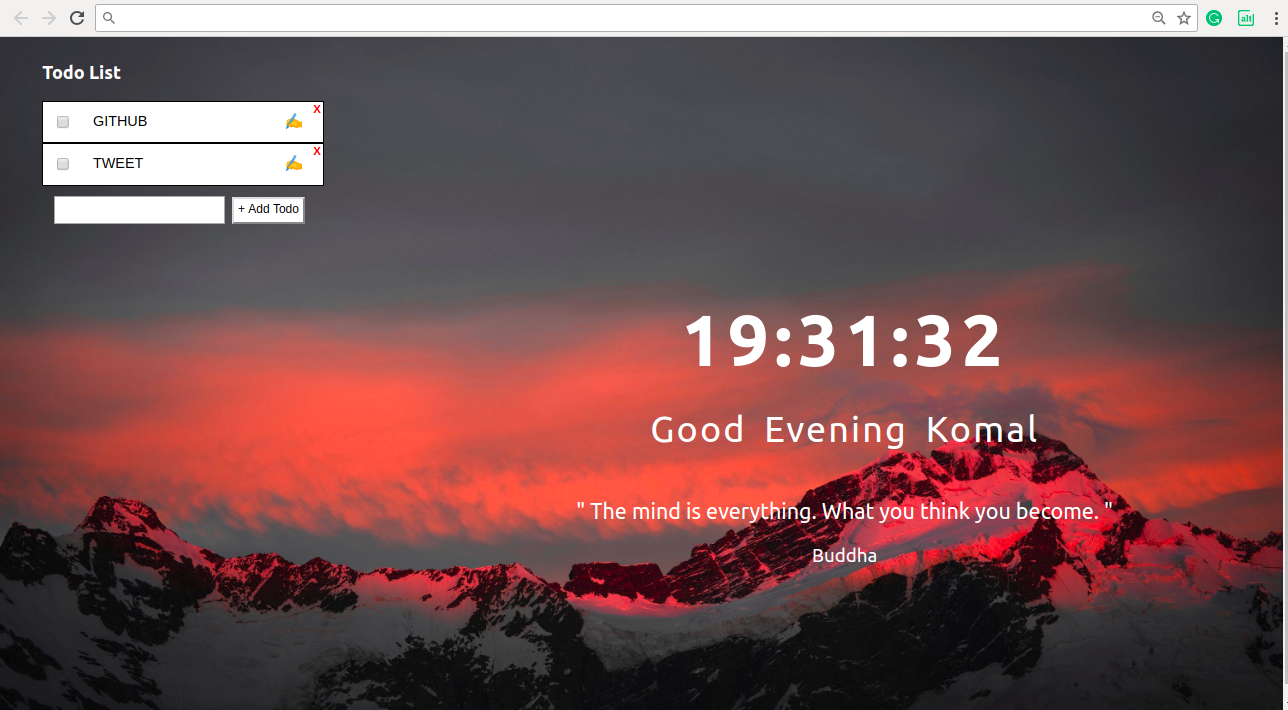 alt
Todo List
GITHUB
X
TWEET
X
+ Add Todo
19:31:32
Good Evening Komal
" The mind is everything. What you think you become. "
Buddha